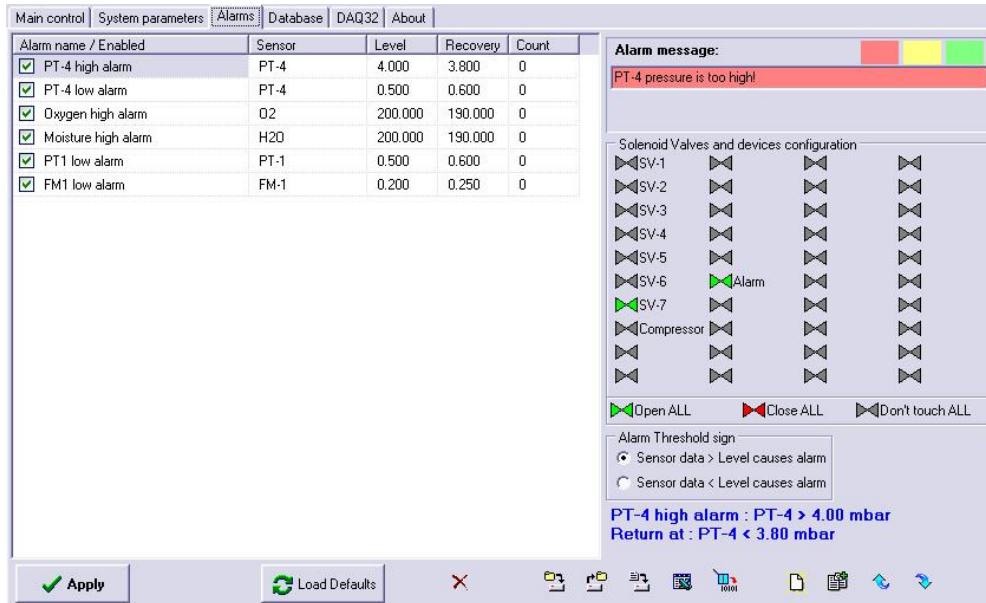 Main control System parameters Alarms Database DAQ32 About
Alarm name / Enabled Sensor Level Recovery Count
PT-4 high alarm PT-4 4.000 3.800 0
PT-4 low alarm PT-4 0.500 0.600 0
Oxygen high alarm O2 200.000 190.000 0
Moisture high alarm H2O 200.000 190.000 0
PT1 low alarm PT-1 0.500 0.600 0
FM1 low alarm FM-1 0.200 0.250 0
Alarm message:
PT-4 pressure is too high!
Solenoid Valves and devices configuration
SV-1
SV-2
SV-3
SV-4
SV-5
SV-6 Alarm
SV-7
Compressor
Open ALL Close ALL Don't touch ALL
Alarm Threshold sign
Sensor data > Level causes alarm
Sensor data < Level causes alarm
PT-4 high alarm : PT-4 > 4.00 mbar
Return at : PT-4 < 3.80 mbar
Apply Load Defaults 10101